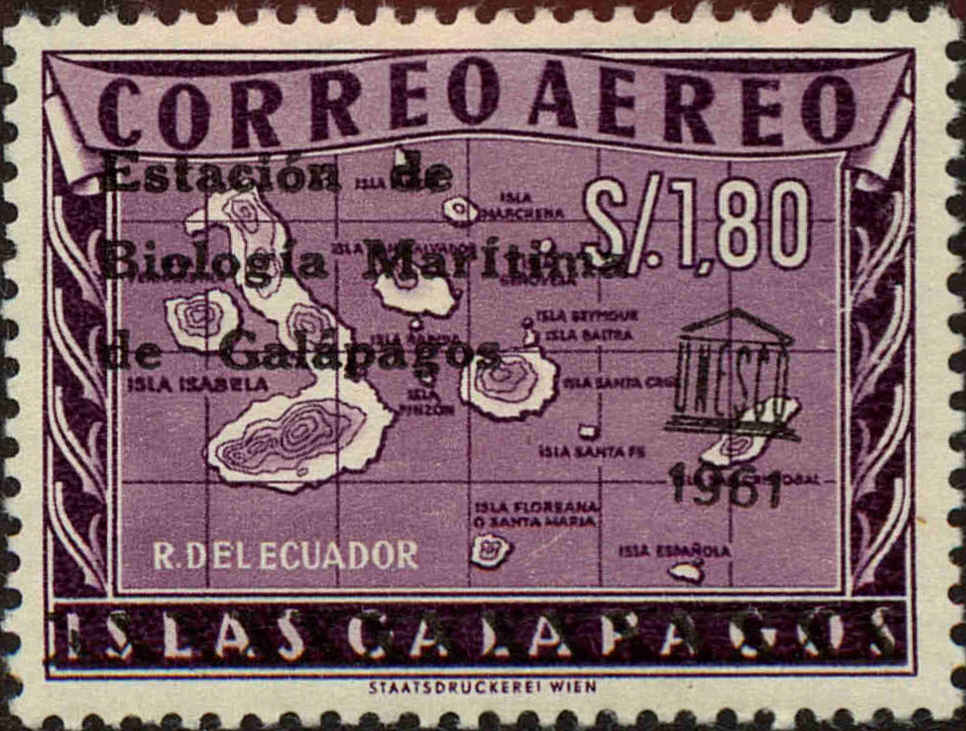 CORREO AEREO
Estación de
ISLA
ISLA
MARCHENA
S/.1,80
Biología Marítima
ISLA SEYMOUR
ISLA BALTRA
de Galápagos
UNESCO
ISLA ISABELA
ISLA SANTA CRUZ
ISLA
PINZÓN
ISLA SANTA FE
1961
ISLA FLOREANA
O SANTA MARIA
R. DEL ECUADOR
ISLA ESPAÑOLA
ISLAS GALAPAGOS
STAATSDRUCKEREI WIEN